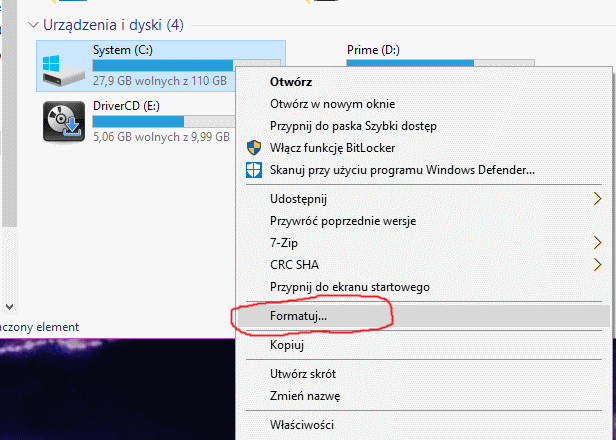 Urządzenia i dyski (4)
System (C:)
27,9 GB wolnych z 110 GB
Prime (D:)
DriverCD (E:)
5,06 GB wolnych z 9,99 GB
Otwórz
Otwórz w nowym oknie
Przypnij do paska Szybki dostęp
Włącz funkcję BitLocker
Skanuj przy użyciu programu Windows Defender...
Udostępnij
Przywróć poprzednie wersje
7-Zip
CRC SHA
Przypnij do ekranu startowego
Formatuj...
Kopiuj
Utwórz skrót
Zmień nazwę
Właściwości
czony element